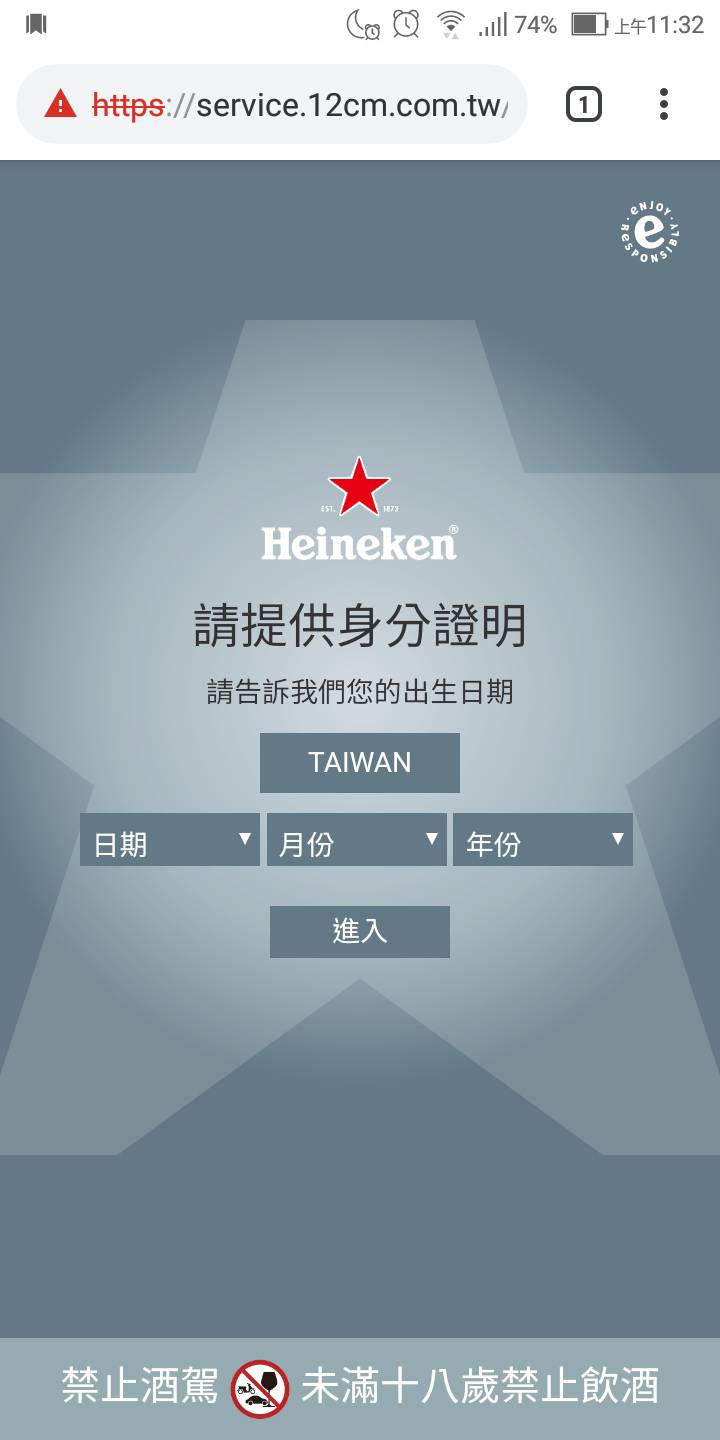 74% 上午11:32
https://service.12cm.com.tw/
1
ENJOY RESPONSIBLY
e
EST. 1873
Heineken®
請提供身分證明
請告訴我們您的出生日期
TAIWAN
日期 ▼ 月份 ▼ 年份 ▼
進入
禁止酒駕 未滿十八歲禁止飲酒